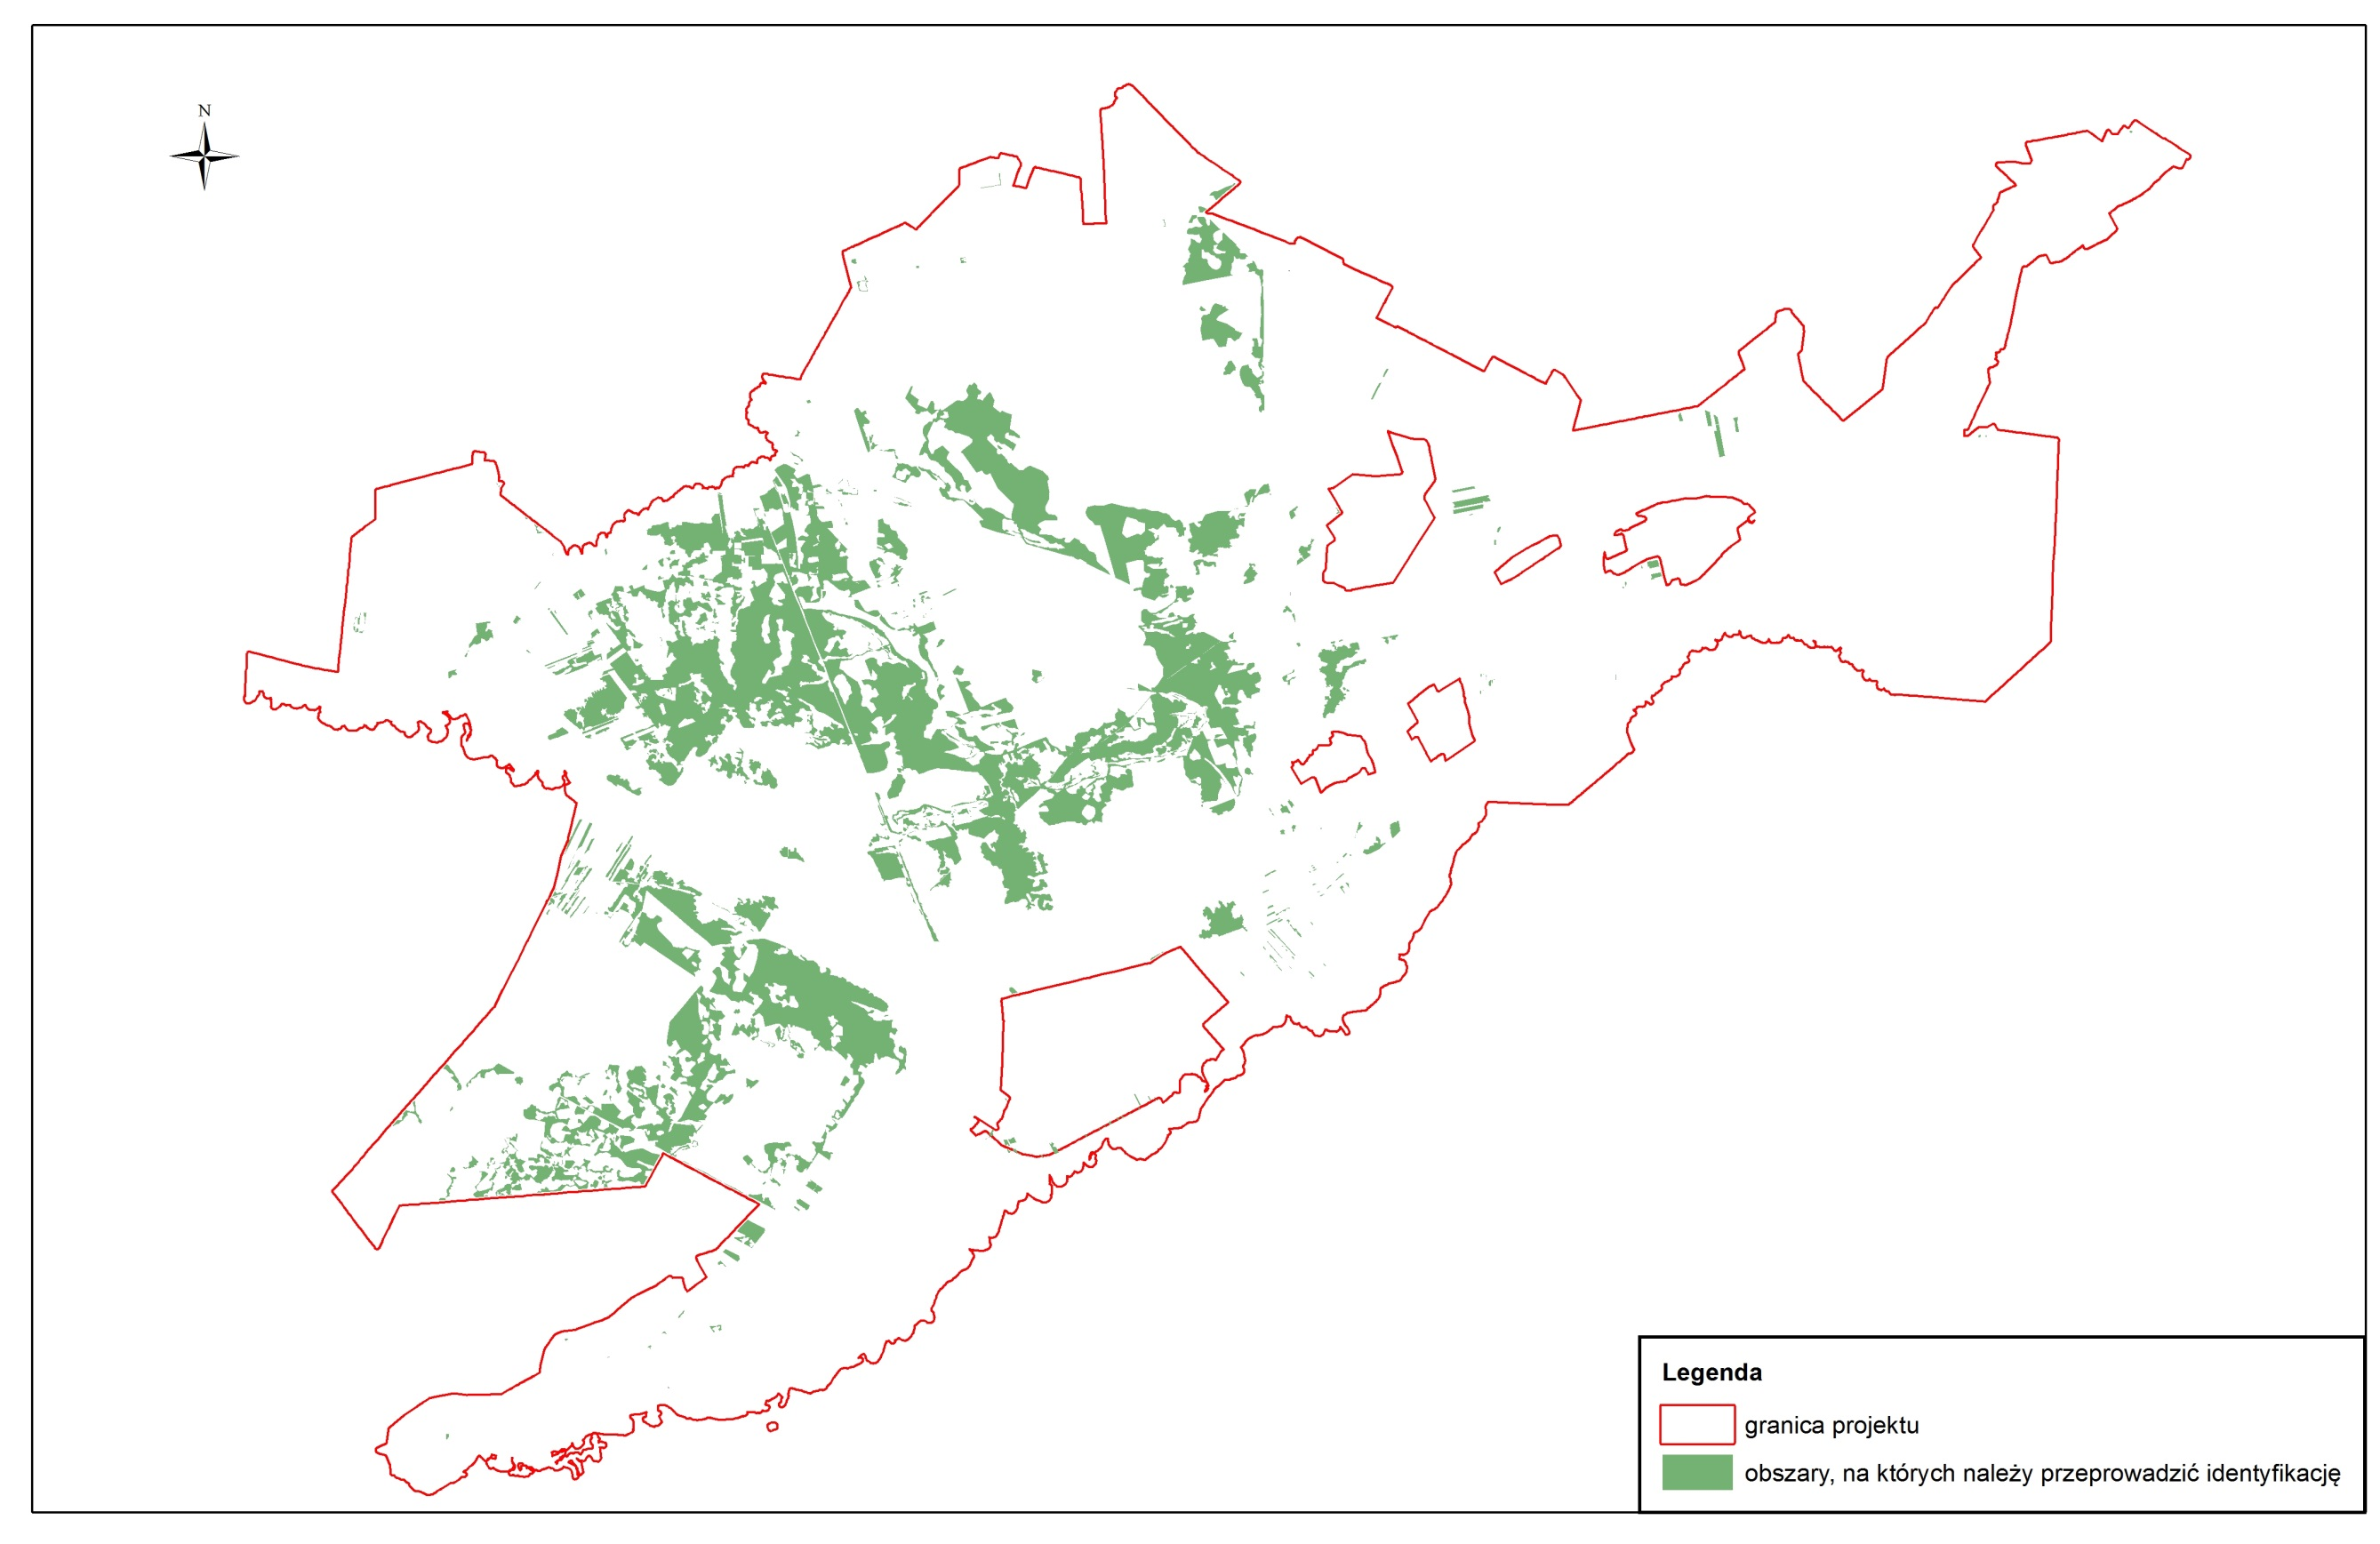 N
Legenda
granica projektu
obszary, na których należy przeprowadzić identyfikację